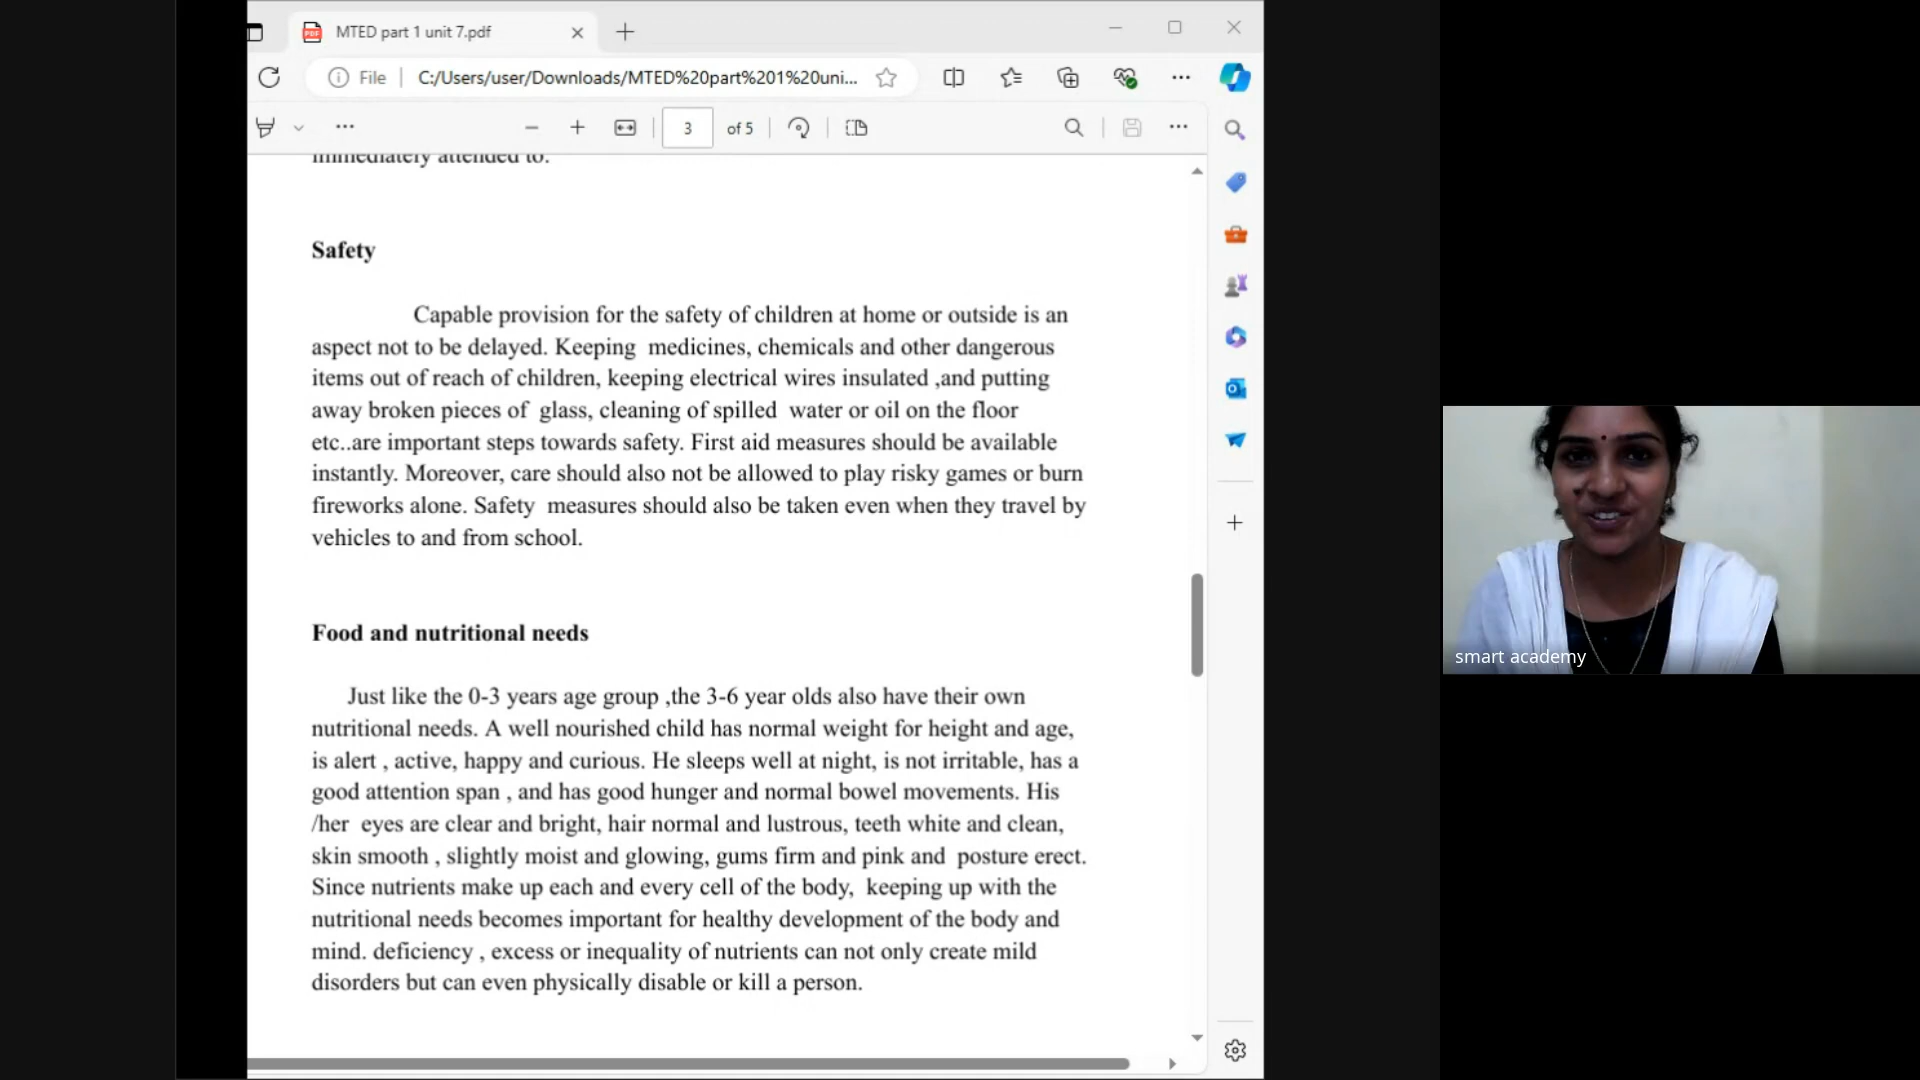 MTED part 1 unit 7.pdf
File
C:/Users/user/Downloads/MTED%20part%201%20uni...
3 of 5
immediately attended to.
Safety
Capable provision for the safety of children at home or outside is an
aspect not to be delayed. Keeping medicines, chemicals and other dangerous
items out of reach of children, keeping electrical wires insulated ,and putting
away broken pieces of glass, cleaning of spilled water or oil on the floor
etc..are important steps towards safety. First aid measures should be available
instantly. Moreover, care should also not be allowed to play risky games or burn
fireworks alone. Safety measures should also be taken even when they travel by
vehicles to and from school.
Food and nutritional needs
Just like the 0-3 years age group ,the 3-6 year olds also have their own
nutritional needs. A well nourished child has normal weight for height and age,
is alert , active, happy and curious. He sleeps well at night, is not irritable, has a
good attention span , and has good hunger and normal bowel movements. His
/her eyes are clear and bright, hair normal and lustrous, teeth white and clean,
skin smooth , slightly moist and glowing, gums firm and pink and posture erect.
Since nutrients make up each and every cell of the body, keeping up with the
nutritional needs becomes important for healthy development of the body and
mind. deficiency , excess or inequality of nutrients can not only create mild
disorders but can even physically disable or kill a person.
smart academy